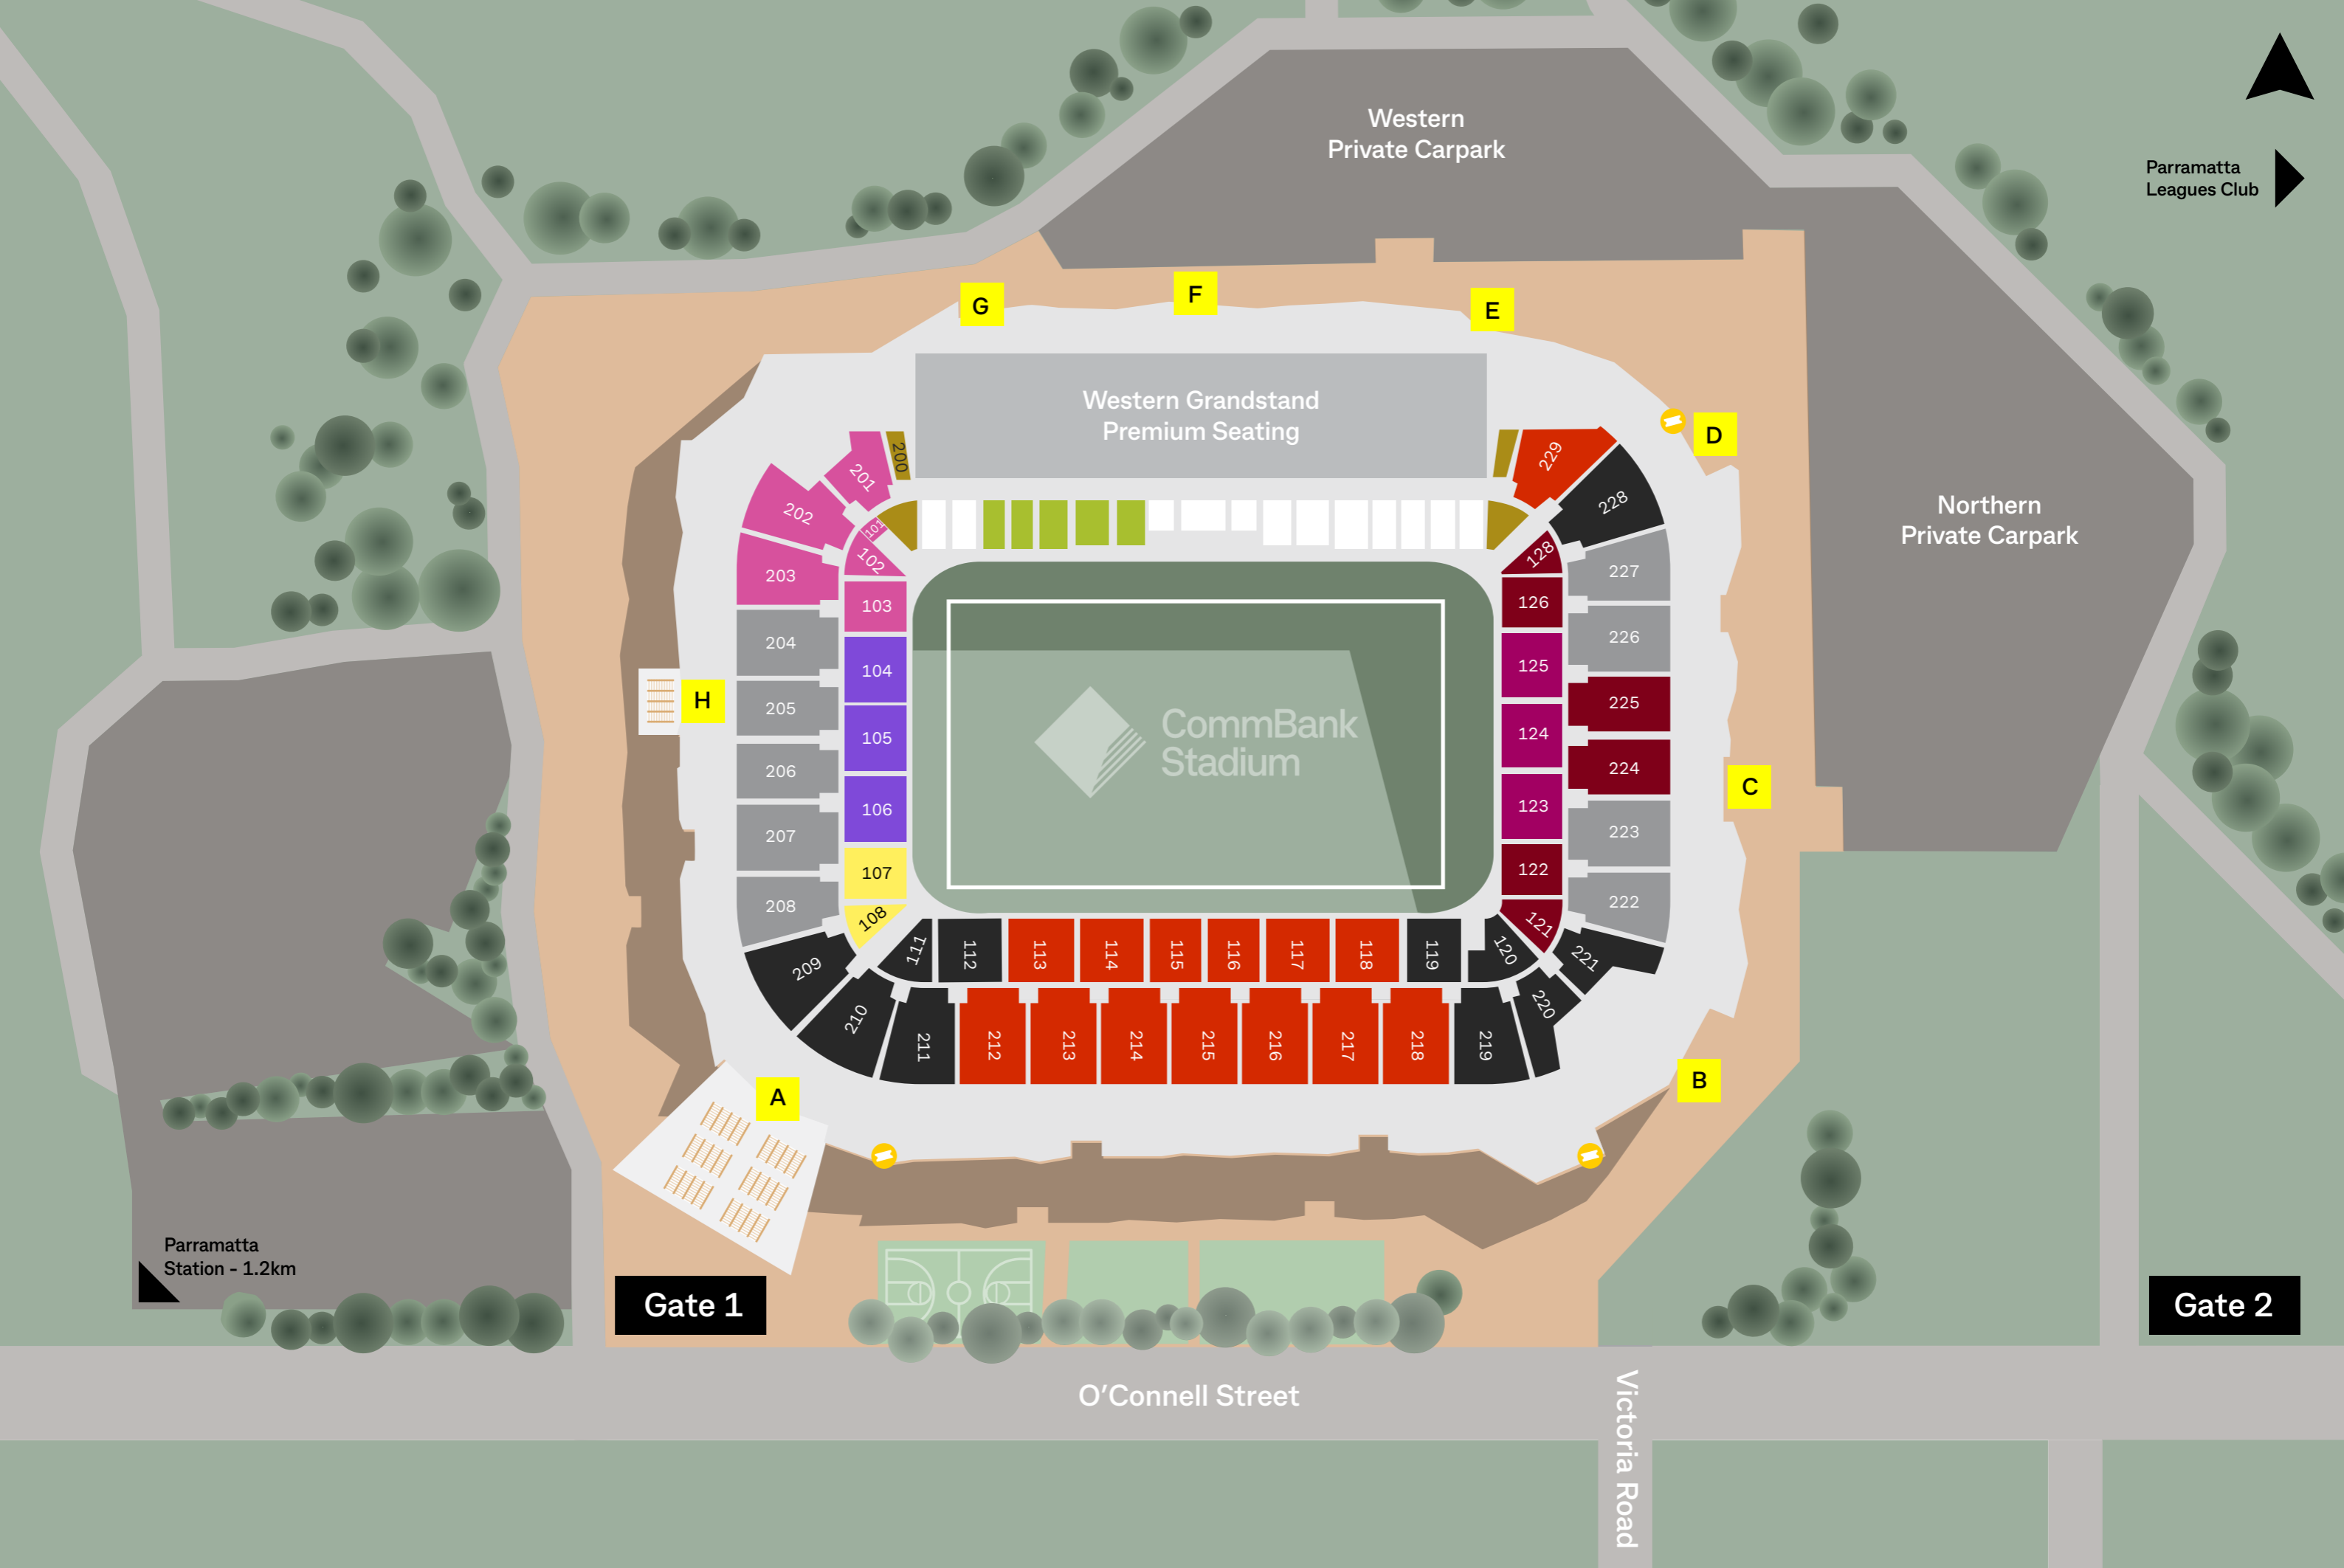 Western
Private Carpark
Parramatta
Leagues Club
G
F
E
D
Western Grandstand
Premium Seating
Northern
Private Carpark
200
201
202
101
102
203
103
204
104
205
105
206
106
207
107
208
108
209
210
211
111
112
113
114
115
116
117
118
119
120
212
213
214
215
216
217
218
219
220
221
121
122
222
123
223
124
224
125
225
126
226
128
227
228
229
CommBank
Stadium
H
C
A
B
Parramatta
Station - 1.2km
Gate 1
Gate 2
O'Connell Street
Victoria Road